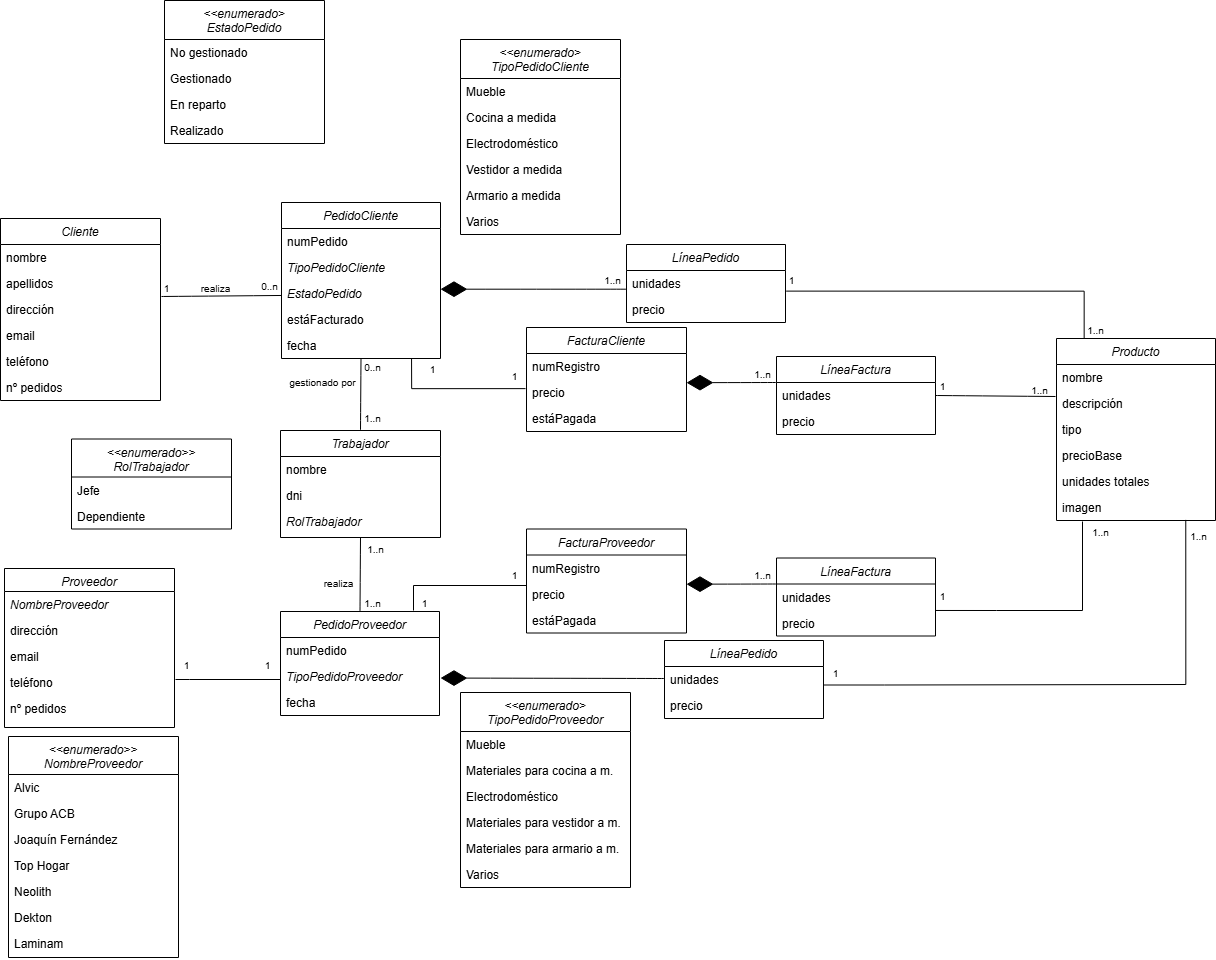 <<enumerado>
EstadoPedido
No gestionado
Gestionado
En reparto
Realizado
<<enumerado>
TipoPedidoCliente
Mueble
Cocina a medida
Electrodoméstico
Vestidor a medida
Armario a medida
Varios
Cliente
nombre
apellidos
dirección
email
teléfono
nº pedidos
1
realiza
0..n
PedidoCliente
numPedido
TipoPedidoCliente
EstadoPedido
estáFacturado
fecha
1..n
LíneaPedido
unidades
precio
1
1..n
0..n
gestionado por
1..n
1
1
FacturaCliente
numRegistro
precio
estáPagada
1..n
LíneaFactura
unidades
precio
1
1..n
Producto
nombre
descripción
tipo
precioBase
unidades totales
imagen
1..n
1..n
<<enumerado>>
RolTrabajador
Jefe
Dependiente
Trabajador
nombre
dni
RolTrabajador
1..n
realiza
1..n
1
1
FacturaProveedor
numRegistro
precio
estáPagada
1..n
LíneaFactura
unidades
precio
1
Proveedor
NombreProveedor
dirección
email
teléfono
nº pedidos
1
1
PedidoProveedor
numPedido
TipoPedidoProveedor
fecha
LíneaPedido
unidades
precio
1
<<enumerado>
TipoPedidoProveedor
Mueble
Materiales para cocina a m.
Electrodoméstico
Materiales para vestidor a m.
Materiales para armario a m.
Varios
<<enumerado>>
NombreProveedor
Alvic
Grupo ACB
Joaquín Fernández
Top Hogar
Neolith
Dekton
Laminam